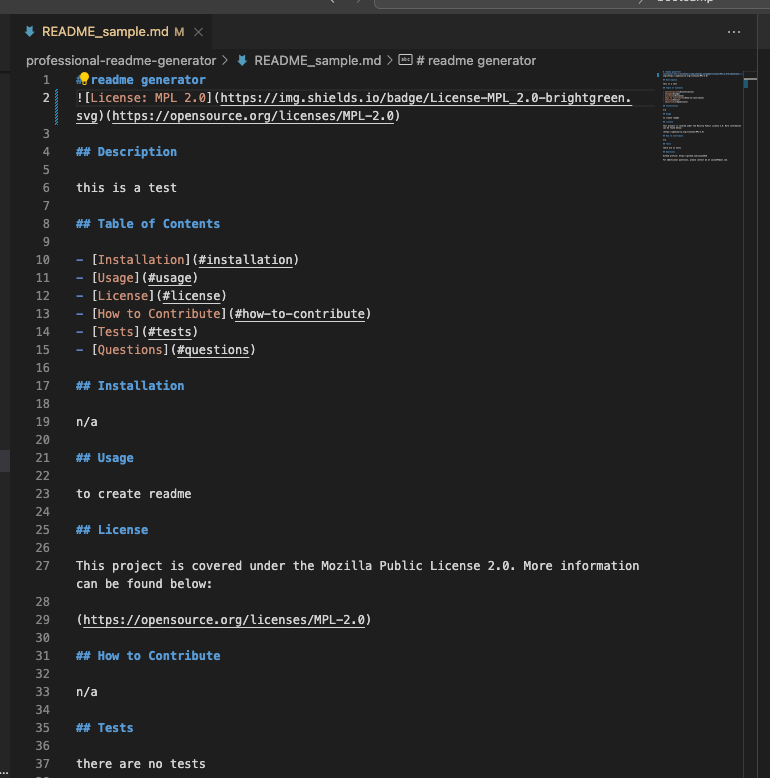 README_sample.md M
professional-readme-generator > README_sample.md > # readme generator
1 # readme generator
2 ![License: MPL 2.0](https://img.shields.io/badge/License-MPL_2.0-brightgreen.
svg)(https://opensource.org/licenses/MPL-2.0)
3
4 ## Description
5
6 this is a test
7
8 ## Table of Contents
9
10 - [Installation](#installation)
11 - [Usage](#usage)
12 - [License](#license)
13 - [How to Contribute](#how-to-contribute)
14 - [Tests](#tests)
15 - [Questions](#questions)
16
17 ## Installation
18
19 n/a
20
21 ## Usage
22
23 to create readme
24
25 ## License
26
27 This project is covered under the Mozilla Public License 2.0. More information
can be found below:
28
29 (https://opensource.org/licenses/MPL-2.0)
30
31 ## How to Contribute
32
33 n/a
34
35 ## Tests
36
37 there are no tests